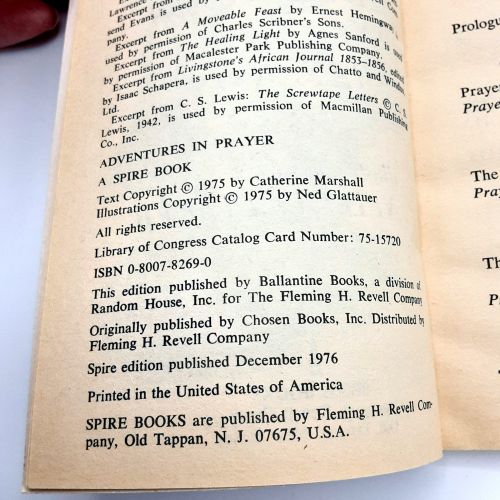 Lawrence
Excerpt from
send Evans is used by
pany.
Excerpt from A Moveable Feast by Ernest Hemingway
used by permission of Charles Scribner's Sons.
Excerpt from The Healing Light by Agnes Sanford is used
by permission of Macalester Park Publishing Company.
Excerpt from Livingstone's African Journal 1853–1856, edited
by Isaac Schapera, is used by permission of Chatto and Windus
Ltd.
Excerpt from C. S. Lewis: The Screwtape Letters © C. S.
Lewis, 1942, is used by permission of Macmillan Publishing
Co., Inc.
ADVENTURES IN PRAYER
A SPIRE BOOK
Text Copyright © 1975 by Catherine Marshall
Illustrations Copyright © 1975 by Ned Glattauer
All rights reserved.
Library of Congress Catalog Card Number: 75-15720
ISBN 0-8007-8269-0
This edition published by Ballantine Books, a division of
Random House, Inc. for The Fleming H. Revell Company
Originally published by Chosen Books, Inc. Distributed by
Fleming H. Revell Company
Spire edition published December 1976
Printed in the United States of America
SPIRE BOOKS are published by Fleming H. Revell Com-
pany, Old Tappan, N. J. 07675, U.S.A.
Prologu
Prayer
Praye
The
Pray
Th
P